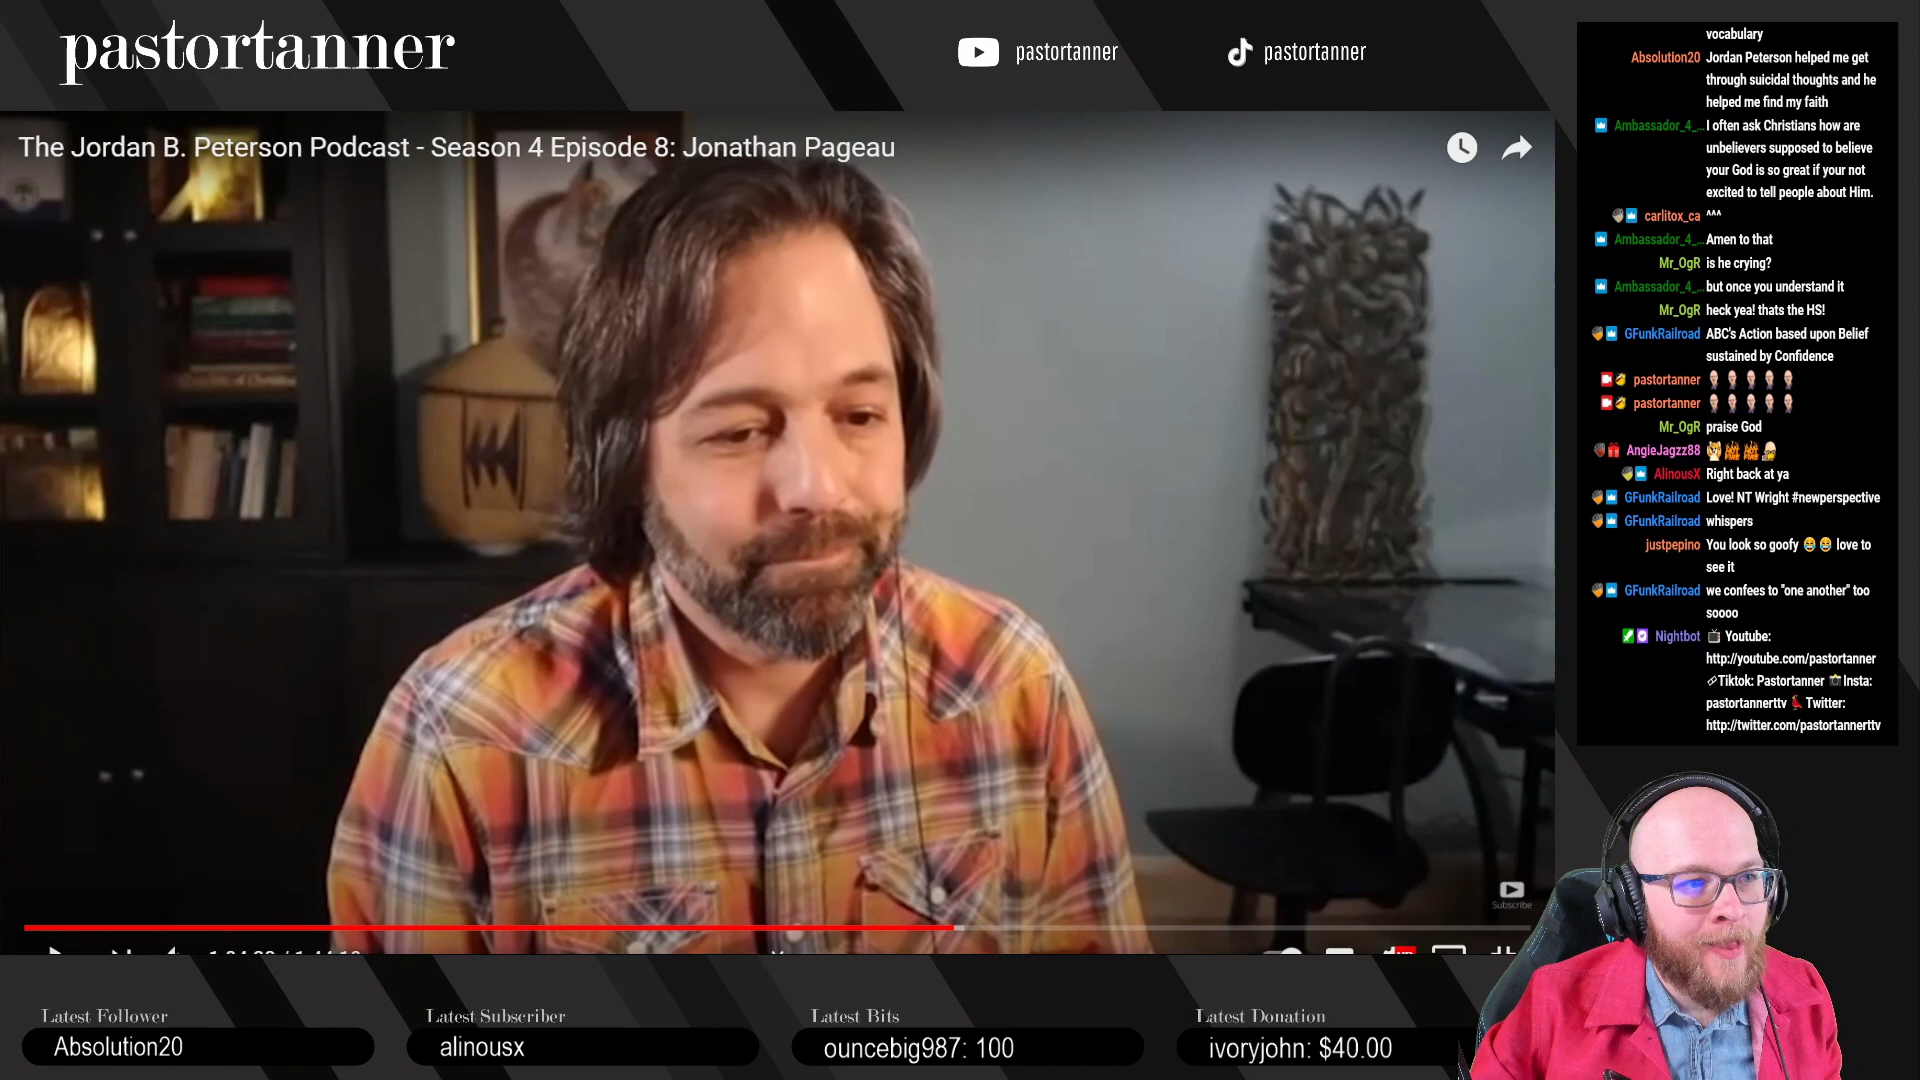 pastortanner
pastortanner
pastortanner
The Jordan B. Peterson Podcast - Season 4 Episode 8: Jonathan Pageau
Subscribe
vocabulary
Absolution20 Jordan Peterson helped me get
through suicidal thoughts and he
helped me find my faith
Ambassador_4_... I often ask Christians how are
unbelievers supposed to believe
your God is so great if your not
excited to tell people about Him.
carlitox_ca ^^^
Ambassador_4_... Amen to that
Mr_OgR is he crying?
Ambassador_4_... but once you understand it
Mr_OgR heck yea! thats the HS!
GFunkRailroad ABC's Action based upon Belief
sustained by Confidence
pastortanner
pastortanner
Mr_OgR praise God
AngieJagzz88
AlinousX Right back at ya
GFunkRailroad Love! NT Wright #newperspective
GFunkRailroad whispers
justpepino You look so goofy 😂 😂 love to
see it
GFunkRailroad we confees to "one another" too
soooo
Nightbot 📺 Youtube:
http://youtube.com/pastortanner
Tiktok: Pastortanner 📸 Insta:
pastortannerttv Twitter:
http://twitter.com/pastortannerttv
Latest Follower
Absolution20
Latest Subscriber
alinousx
Latest Bits
ouncebig987: 100
Latest Donation
ivoryjohn: $40.00